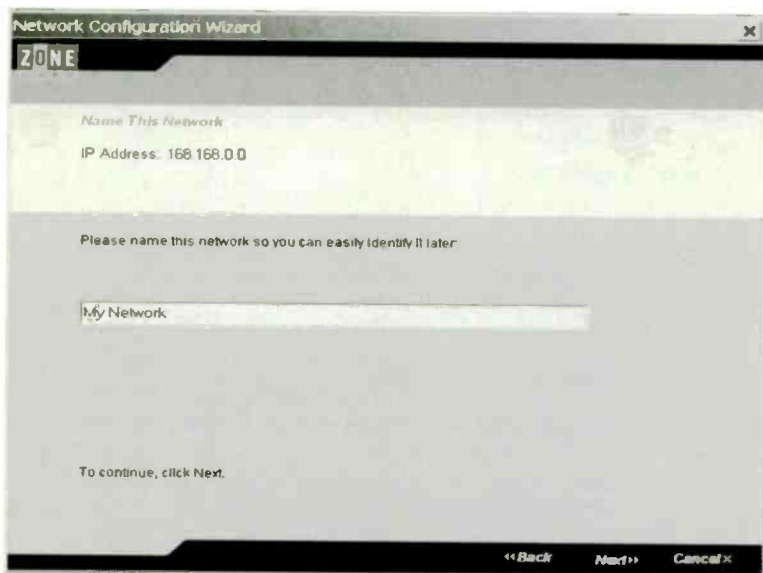 Network Configuration Wizard
ZONE
Name This Network
IP Address: 168.168.0.0
Please name this network so you can easily identify it later:
My Network
To continue, click Next.
Back
Next
Cancel